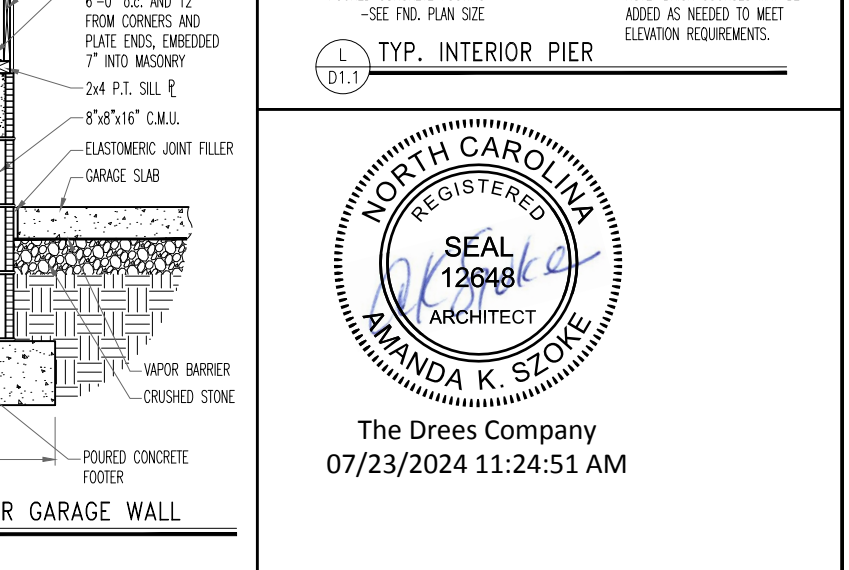 6'-0" o.c. AND 12"
FROM CORNERS AND
PLATE ENDS, EMBEDDED
7" INTO MASONRY
2x4 P.T. SILL ⅊
8"x8"x16" C.M.U.
ELASTOMERIC JOINT FILLER
GARAGE SLAB
VAPOR BARRIER
CRUSHED STONE
POURED CONCRETE
FOOTER
R GARAGE WALL
-SEE FND. PLAN SIZE
ADDED AS NEEDED TO MEET
ELEVATION REQUIREMENTS.
L
D1.1
TYP. INTERIOR PIER
NORTH CAROLINA
REGISTERED
SEAL
12648
ARCHITECT
AMANDA K. SZOKE
AK Szoke
The Drees Company
07/23/2024 11:24:51 AM